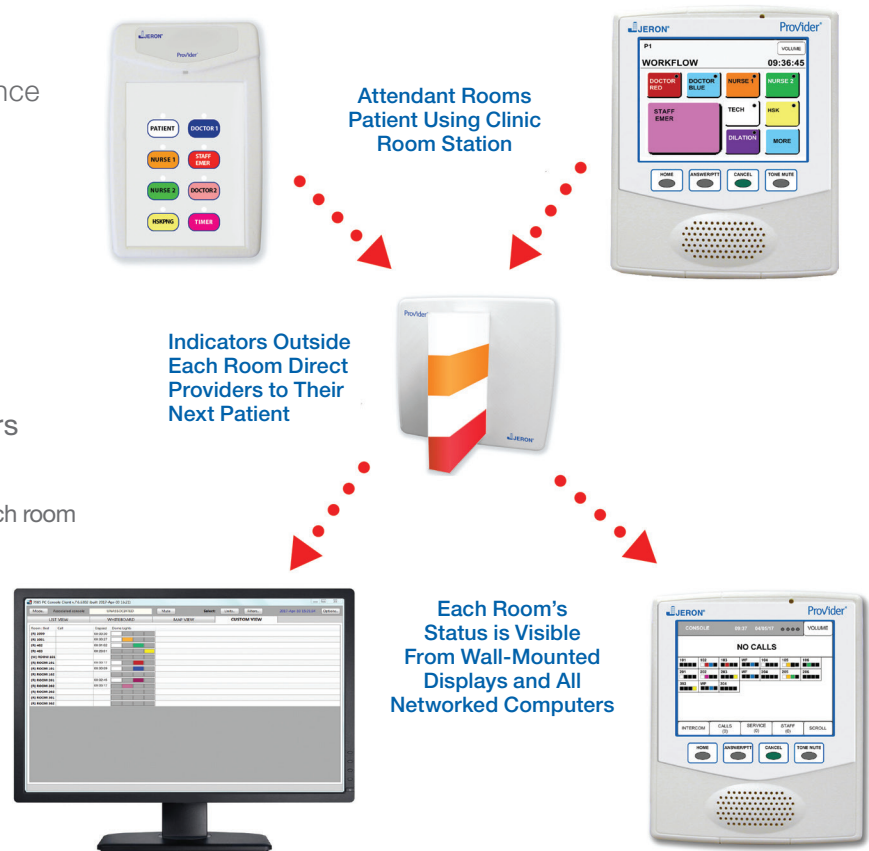 nce
JERON®
Provider®
PATIENT DOCTOR 1
NURSE 1 STAFF EMER
NURSE 2 DOCTOR 2
HSKPNG TIMER
Attendant Rooms
Patient Using Clinic
Room Station
JERON® Provider®
P1 VOLUME
WORKFLOW 09:36:45
DOCTOR RED DOCTOR BLUE NURSE 1 NURSE 2
STAFF EMER TECH HSK
DILATION MORE
HOME ANSWER/PTT CANCEL TONE MUTE
Indicators Outside
Each Room Direct
Providers to Their
Next Patient
Provider®
JERON®
rs
ch room
LIST VIEW WHITEBOARD MAP VIEW CUSTOM VIEW
Each Room's
Status is Visible
From Wall-Mounted
Displays and All
Networked Computers
JERON® Provider®
CONSOLE VOLUME
NO CALLS
INTERCOM CALLS SERVICE STAFF SCROLL
(0)
HOME ANSWER/PTT CANCEL TONE MUTE